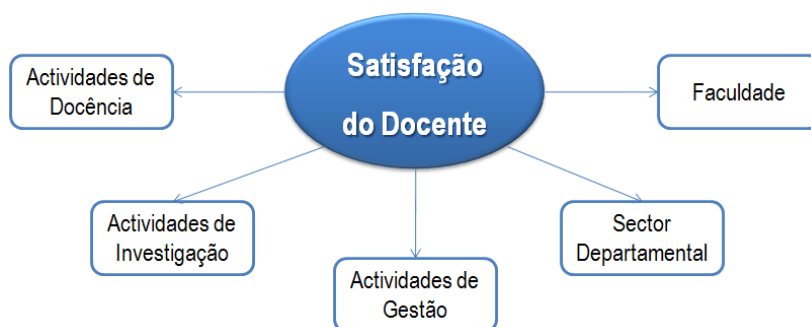 Satisfação
do Docente
Actividades de
Docência
Faculdade
Actividades de
Investigação
Sector
Departamental
Actividades de
Gestão